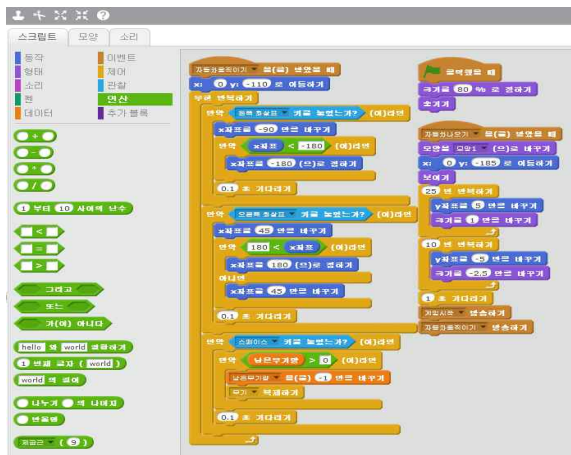 스크립트 모양 소리
동작 이벤트
형태 제어
소리 관찰
펜 연산
데이터 추가 블록
+
-
*
/
1 부터 10 사이의 난수
<
=
>
그리고
또는
가(이) 아니다
hello 와 world 결합하기
1 번째 글자 ( world )
world 의 길이
나누기 의 나머지
반올림
제곱근 ( 9 )
자동차움직이기 을(를) 받았을 때
x: 0 y: -110 로 이동하기
무한 반복하기
만약 왼쪽 화살표 키를 눌렀는가? (이)라면
x좌표를 -90 만큼 바꾸기
만약 x좌표 < -180 (이)라면
x좌표를 -180 (으)로 정하기
0.1 초 기다리기
만약 오른쪽 화살표 키를 눌렀는가? (이)라면
x좌표를 45 만큼 바꾸기
만약 180 < x좌표 (이)라면
x좌표를 180 (으)로 정하기
아니면
x좌표를 45 만큼 바꾸기
0.1 초 기다리기
만약 스페이스 키를 눌렀는가? (이)라면
만약 남은무기량 > 0 (이)라면
남은무기량 을(를) -1 만큼 바꾸기
무기 복제하기
0.1 초 기다리기
클릭했을 때
크기를 80 % 로 정하기
숨기기
자동차나오기 을(를) 받았을 때
모양을 모양1 (으)로 바꾸기
x: 0 y: -185 로 이동하기
보이기
25 번 반복하기
y좌표를 5 만큼 바꾸기
크기를 1 만큼 바꾸기
10 번 반복하기
y좌표를 -5 만큼 바꾸기
크기를 -2.5 만큼 바꾸기
1 초 기다리기
게임시작 방송하기
자동차움직이기 방송하기